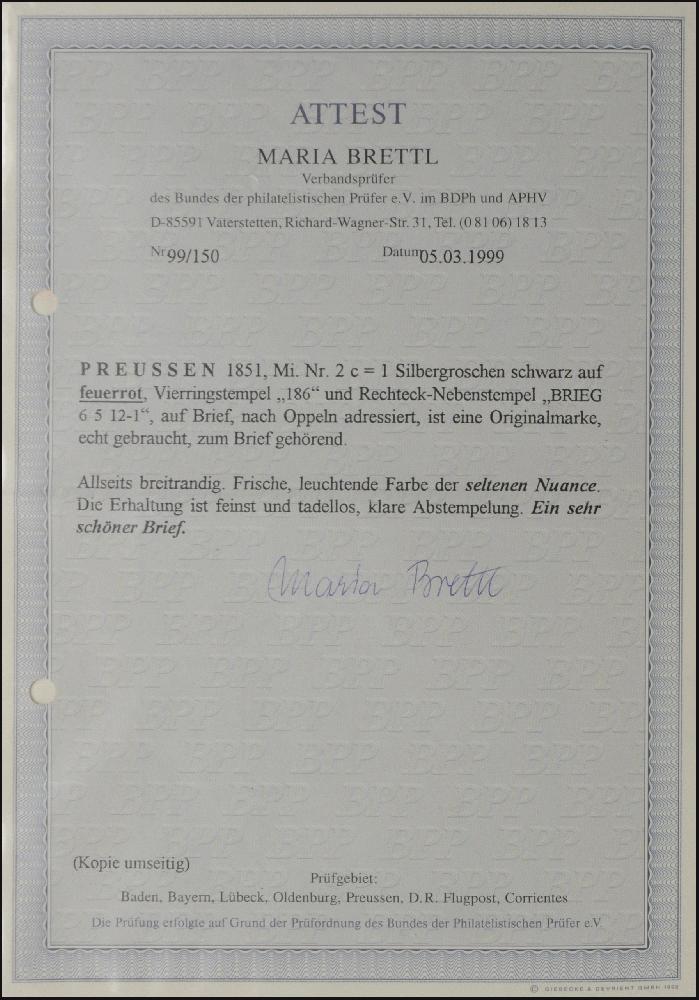 ATTEST
MARIA BRETTL
Verbandsprüfer
des Bundes der philatelistischen Prüfer e.V. im BDPh und APHV
D-85591 Vaterstetten, Richard-Wagner-Str. 31, Tel. (0 81 06) 18 13
Nr 99/150 Datum 05.03.1999
PREUSSEN 1851, Mi. Nr. 2 c = 1 Silbergroschen schwarz auf
feuerrot, Vierringstempel „186“ und Rechteck-Nebenstempel „BRIEG
6 5 12-1“, auf Brief, nach Oppeln adressiert, ist eine Originalmarke,
echt gebraucht, zum Brief gehörend.
Allseits breitrandig. Frische, leuchtende Farbe der seltenen Nuance.
Die Erhaltung ist feinst und tadellos, klare Abstempelung. Ein sehr
schöner Brief.
Maria Brettl
(Kopie umseitig)
Prüfgebiet:
Baden, Bayern, Lübeck, Oldenburg, Preussen, D.R. Flugpost, Corrientes
Die Prüfung erfolgte auf Grund der Prüfordnung des Bundes der Philatelistischen Prüfer e.V.
© GIESECKE & DEVRIENT GMBH